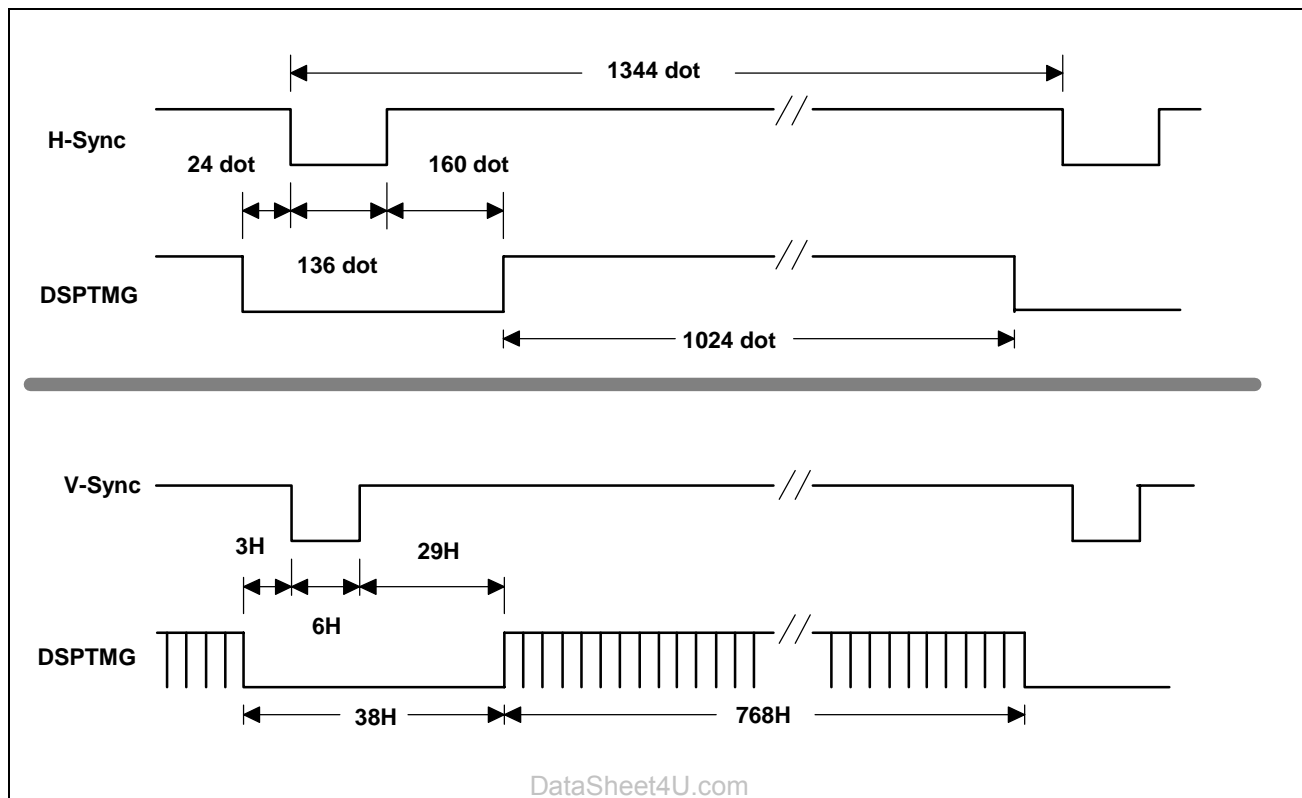 1344 dot
H-Sync
24 dot
160 dot
136 dot
DSPTMG
1024 dot
V-Sync
3H
29H
6H
DSPTMG
38H
768H
DataSheet4U.com